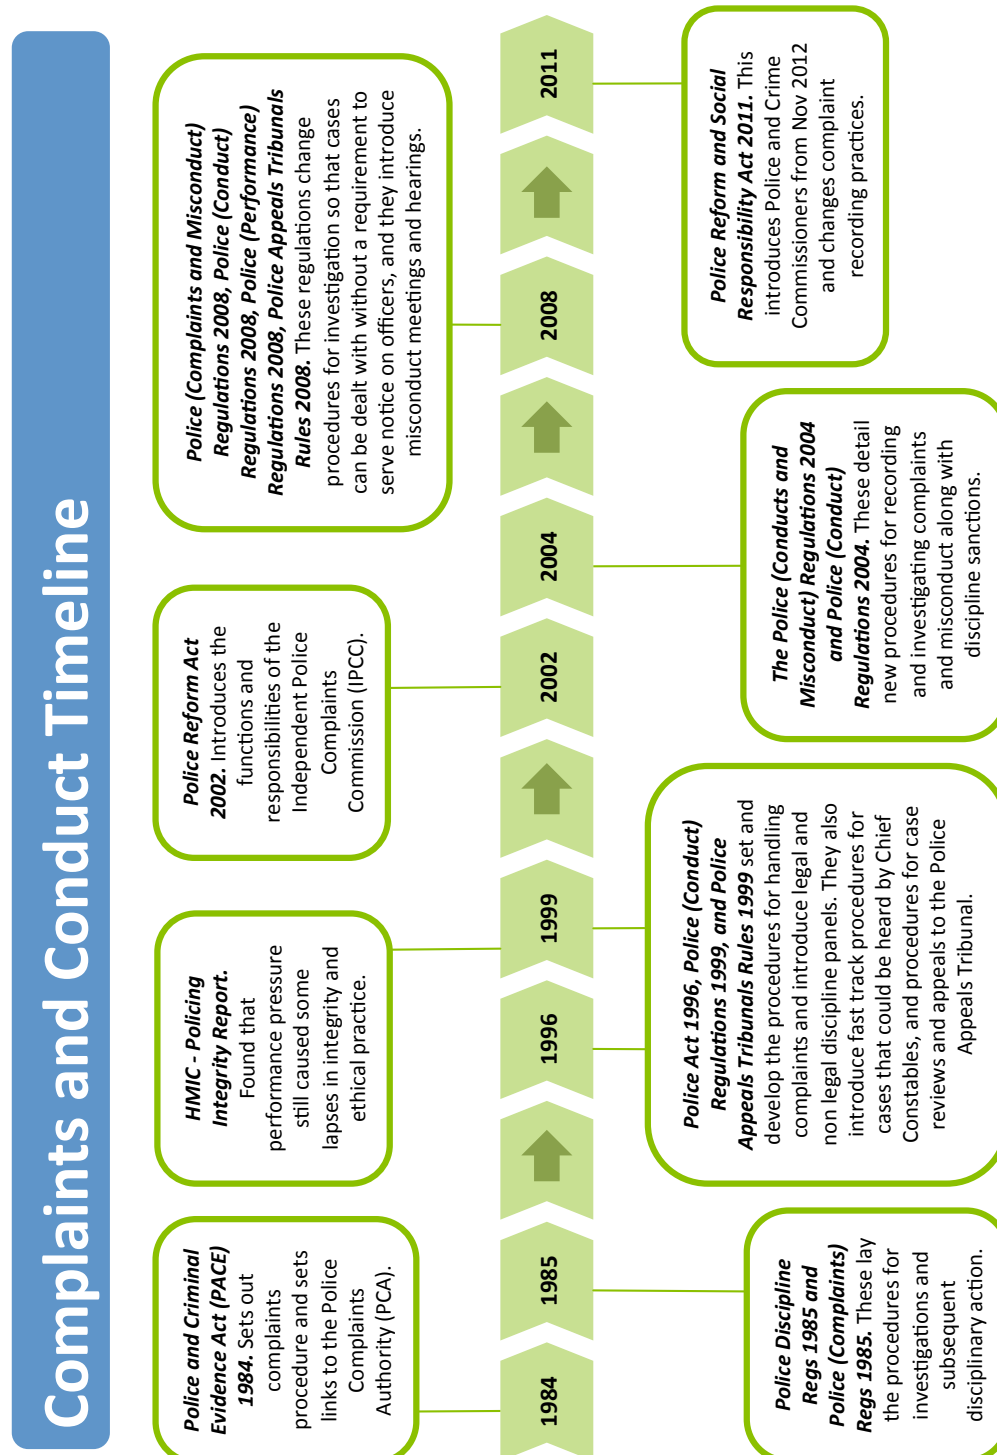 Complaints and Conduct Timeline
Police and Criminal
Evidence Act (PACE)
1984. Sets out
complaints
procedure and sets
links to the Police
Complaints
Authority (PCA).
HMIC - Policing
Integrity Report.
Found that
performance pressure
still caused some
lapses in integrity and
ethical practice.
Police Reform Act
2002. Introduces the
functions and
responsibilities of the
Independent Police
Complaints
Commission (IPCC).
Police (Complaints and Misconduct)
Regulations 2008, Police (Conduct)
Regulations 2008, Police (Performance)
Regulations 2008, Police Appeals Tribunals
Rules 2008. These regulations change
procedures for investigation so that cases
can be dealt with without a requirement to
serve notice on officers, and they introduce
misconduct meetings and hearings.
1984
1985
1996
1999
2002
2004
2008
2011
Police Discipline
Regs 1985 and
Police (Complaints)
Regs 1985. These lay
the procedures for
investigations and
subsequent
disciplinary action.
Police Act 1996, Police (Conduct)
Regulations 1999, and Police
Appeals Tribunals Rules 1999 set and
develop the procedures for handling
complaints and introduce legal and
non legal discipline panels. They also
introduce fast track procedures for
cases that could be heard by Chief
Constables, and procedures for case
reviews and appeals to the Police
Appeals Tribunal.
The Police (Conducts and
Misconduct) Regulations 2004
and Police (Conduct)
Regulations 2004. These detail
new procedures for recording
and investigating complaints
and misconduct along with
discipline sanctions.
Police Reform and Social
Responsibility Act 2011. This
introduces Police and Crime
Commissioners from Nov 2012
and changes complaint
recording practices.